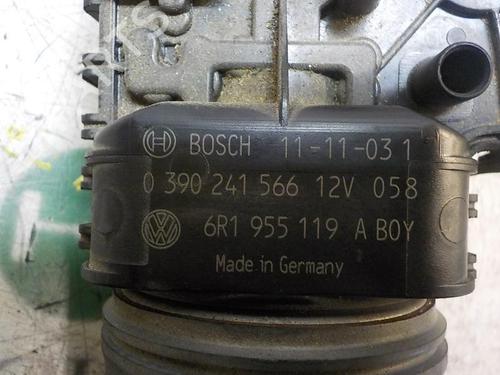 BOSCH 11-11-03 1
0 390 241 566 12V 058
6R1 955 119 A BOY
Made in Germany